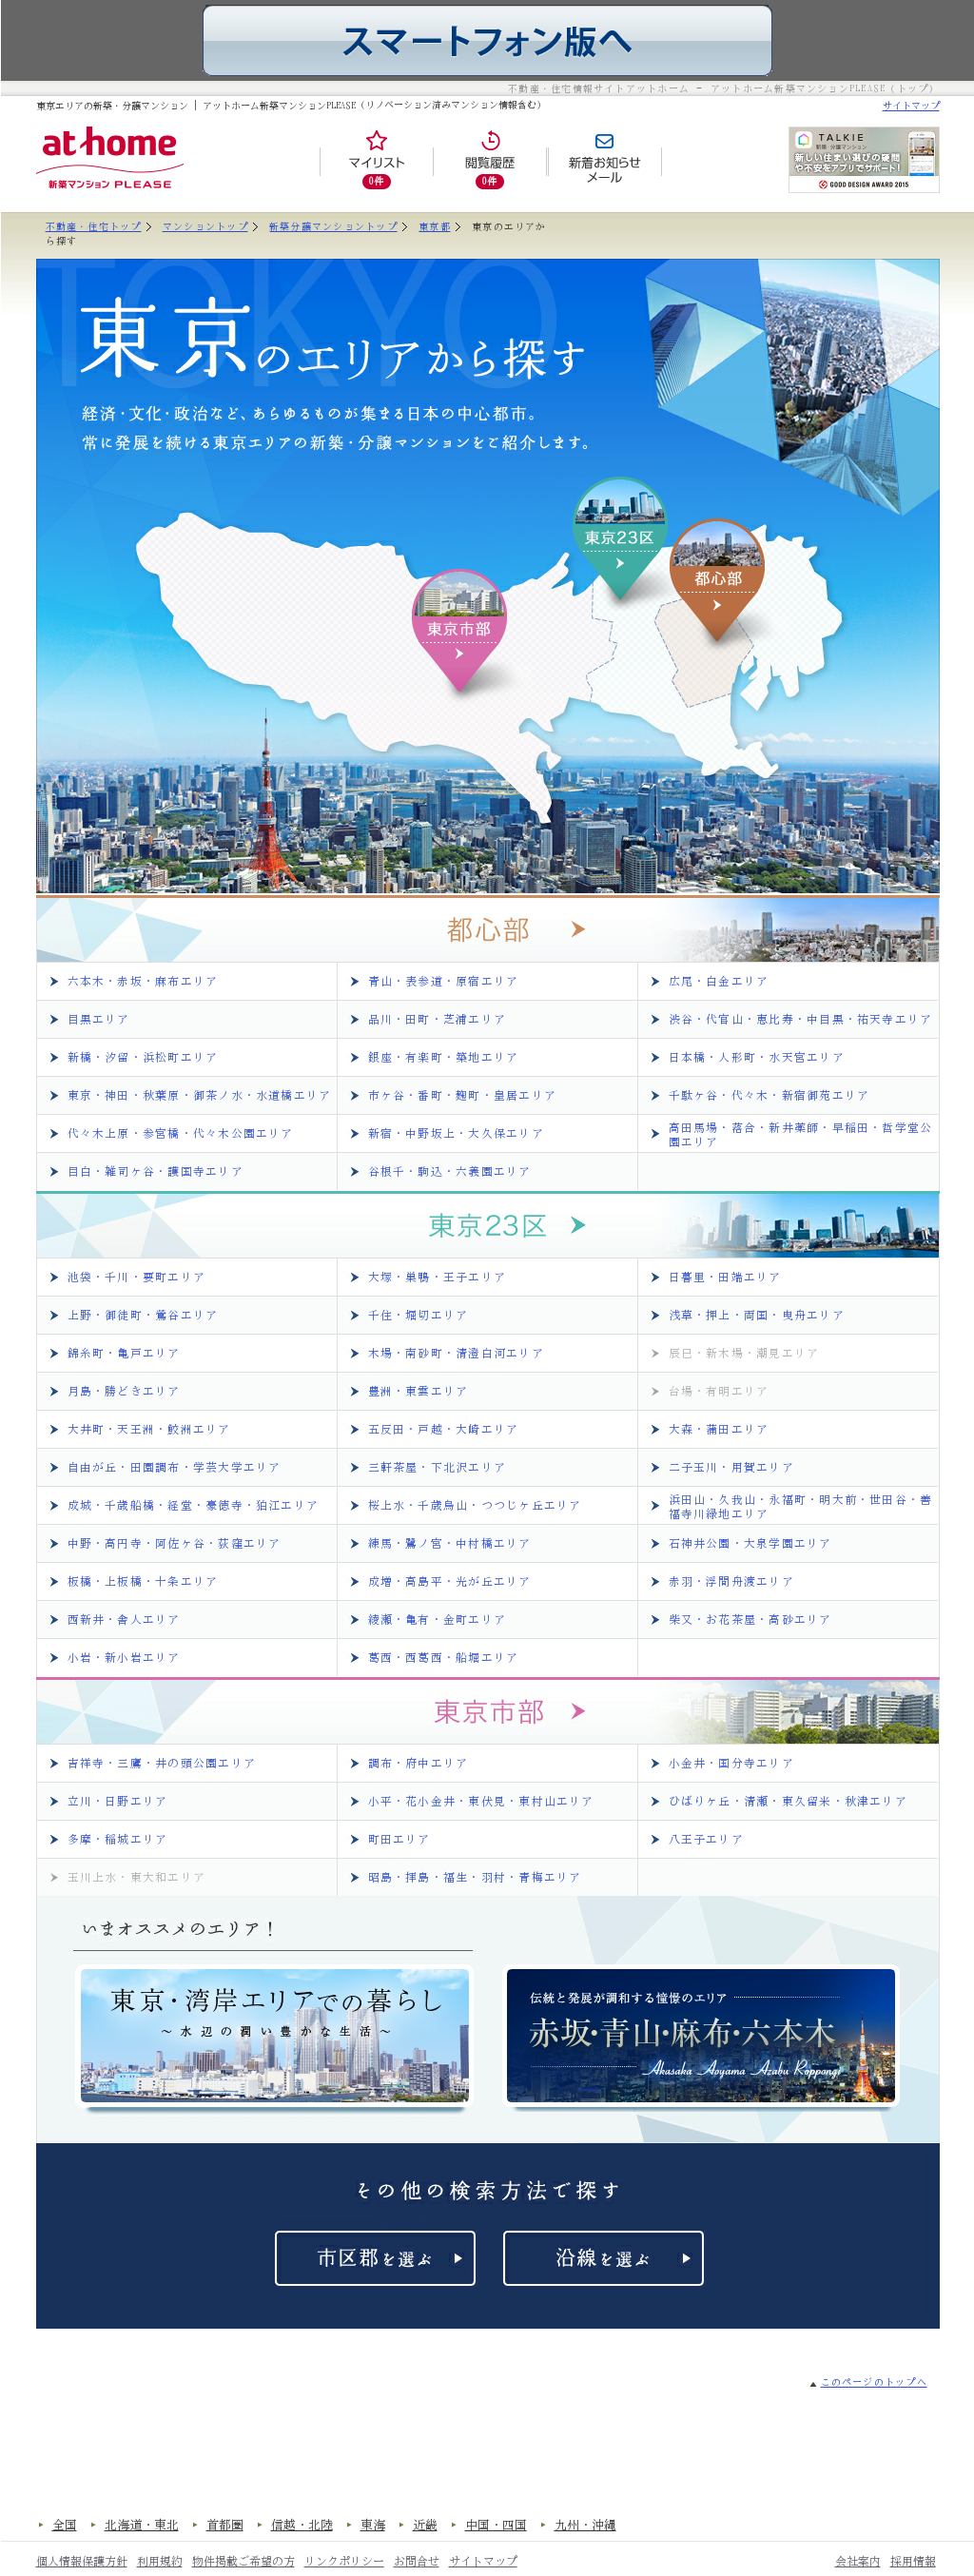 スマートフォン版へ
不動産・住宅情報サイトアットホーム － アットホーム新築マンションPLEASE（トップ）
東京エリアの新築・分譲マンション │ アットホーム新築マンションPLEASE（リノベーション済みマンション情報含む）
サイトマップ
at home
新築マンション PLEASE
マイリスト
0件
閲覧履歴
0件
新着お知らせ
メール
TALKIE
新築・分譲マンション
新しい住まい選びの疑問や不安をアプリでサポート
GOOD DESIGN AWARD 2015
不動産・住宅トップ > マンショントップ > 新築分譲マンショントップ > 東京都 > 東京のエリアか
ら探す
TOKYO
東京のエリアから探す
経済・文化・政治など、あらゆるものが集まる日本の中心都市。
常に発展を続ける東京エリアの新築・分譲マンションをご紹介します。
東京23区
都心部
東京市部
都心部
六本木・赤坂・麻布エリア
青山・表参道・原宿エリア
広尾・白金エリア
目黒エリア
品川・田町・芝浦エリア
渋谷・代官山・恵比寿・中目黒・祐天寺エリア
新橋・汐留・浜松町エリア
銀座・有楽町・築地エリア
日本橋・人形町・水天宮エリア
東京・神田・秋葉原・御茶ノ水・水道橋エリア
市ヶ谷・番町・麹町・皇居エリア
千駄ヶ谷・代々木・新宿御苑エリア
代々木上原・参宮橋・代々木公園エリア
新宿・中野坂上・大久保エリア
高田馬場・落合・新井薬師・早稲田・哲学堂公
園エリア
目白・雑司ヶ谷・護国寺エリア
谷根千・駒込・六義園エリア
東京23区
池袋・千川・要町エリア
大塚・巣鴨・王子エリア
日暮里・田端エリア
上野・御徒町・鶯谷エリア
千住・堀切エリア
浅草・押上・両国・曳舟エリア
錦糸町・亀戸エリア
木場・南砂町・清澄白河エリア
辰巳・新木場・潮見エリア
月島・勝どきエリア
豊洲・東雲エリア
台場・有明エリア
大井町・天王洲・鮫洲エリア
五反田・戸越・大崎エリア
大森・蒲田エリア
自由が丘・田園調布・学芸大学エリア
三軒茶屋・下北沢エリア
二子玉川・用賀エリア
成城・千歳船橋・経堂・豪徳寺・狛江エリア
桜上水・千歳烏山・つつじヶ丘エリア
浜田山・久我山・永福町・明大前・世田谷・善
福寺川緑地エリア
中野・高円寺・阿佐ヶ谷・荻窪エリア
練馬・鷺ノ宮・中村橋エリア
石神井公園・大泉学園エリア
板橋・上板橋・十条エリア
成増・高島平・光が丘エリア
赤羽・浮間舟渡エリア
西新井・舎人エリア
綾瀬・亀有・金町エリア
柴又・お花茶屋・高砂エリア
小岩・新小岩エリア
葛西・西葛西・船堀エリア
東京市部
吉祥寺・三鷹・井の頭公園エリア
調布・府中エリア
小金井・国分寺エリア
立川・日野エリア
小平・花小金井・東伏見・東村山エリア
ひばりヶ丘・清瀬・東久留米・秋津エリア
多摩・稲城エリア
町田エリア
八王子エリア
玉川上水・東大和エリア
昭島・拝島・福生・羽村・青梅エリア
いまオススメのエリア！
東京・湾岸エリアでの暮らし
～水辺の潤い豊かな生活～
伝統と発展が調和する憧憬のエリア
赤坂・青山・麻布・六本木
Akasaka Aoyama Azabu Roppongi
その他の検索方法で探す
市区郡を選ぶ
沿線を選ぶ
▲ このページのトップへ
全国 北海道・東北 首都圏 信越・北陸 東海 近畿 中国・四国 九州・沖縄
個人情報保護方針 利用規約 物件掲載ご希望の方 リンクポリシー お問合せ サイトマップ
会社案内 採用情報